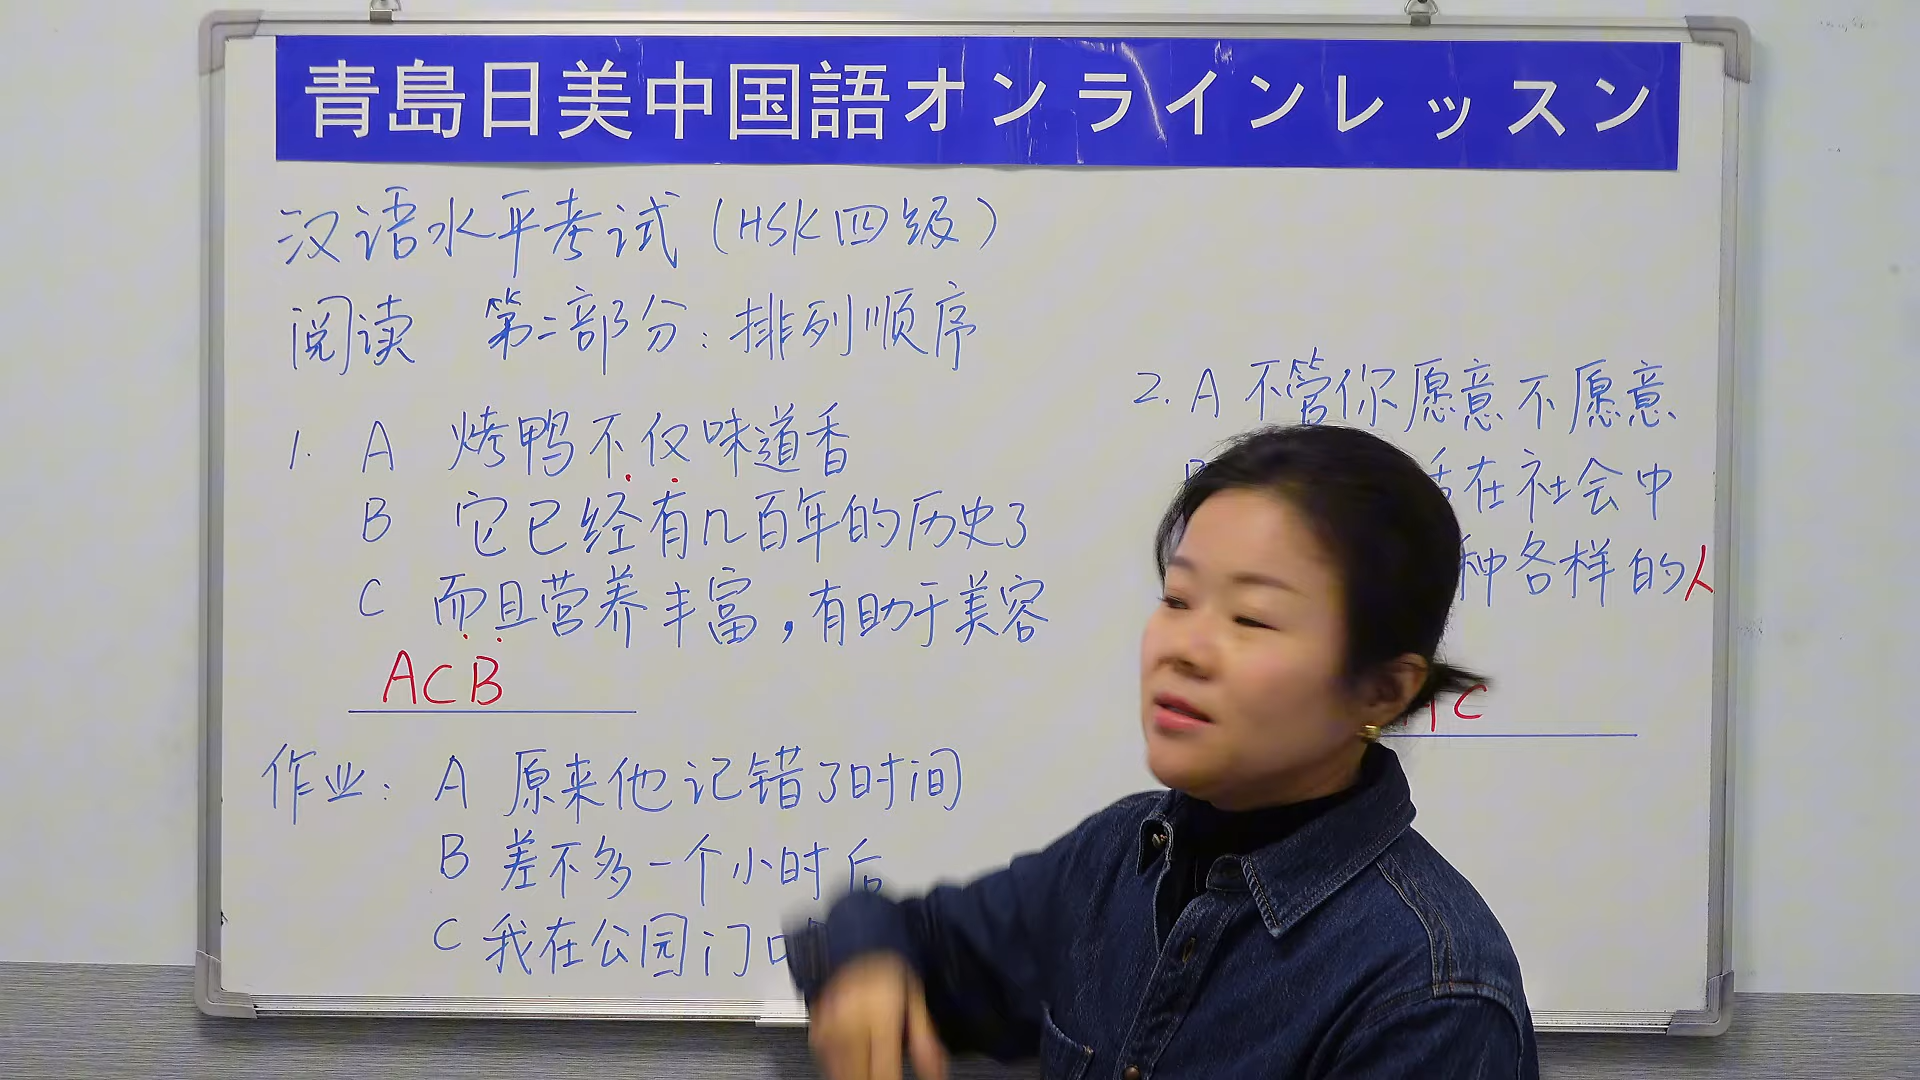 青島日美中国語オンラインレッスン
汉语水平考试(HSK四级)
阅读 第二部分:排列顺序
1. A 烤鸭不仅味道香
B 它已经有几百年的历史了
C 而且营养丰富,有助于美容
ACB
作业: A 原来他记错了时间
B 差不多一个小时后
C 我在公园门口
2. A 不管你愿意不愿意
在社会中
种各样的人
C